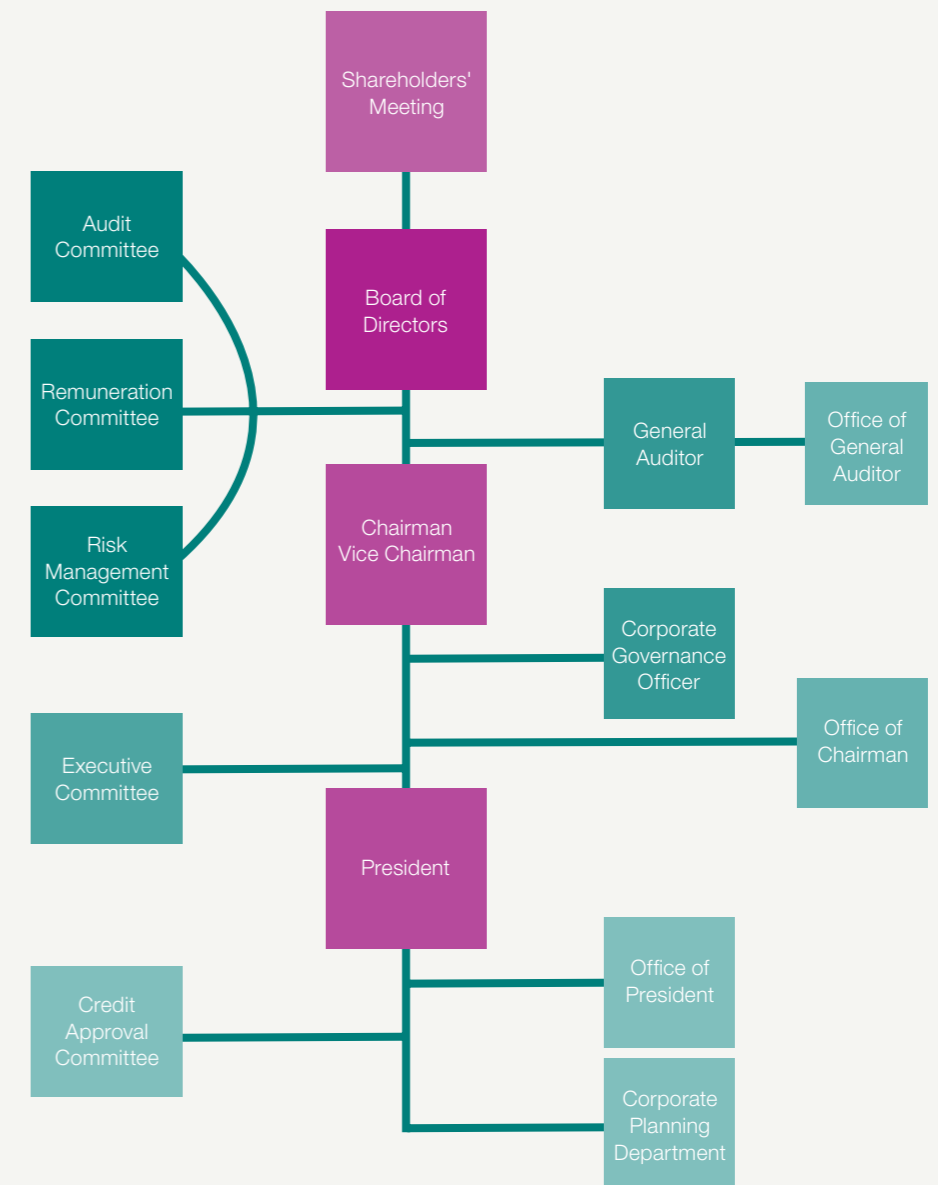 Shareholders'
Meeting
Audit
Committee
Board of
Directors
Remuneration
Committee
General
Auditor
Office of
General
Auditor
Chairman
Vice Chairman
Risk
Management
Committee
Corporate
Governance
Officer
Office of
Chairman
Executive
Committee
President
Office of
President
Credit
Approval
Committee
Corporate
Planning
Department